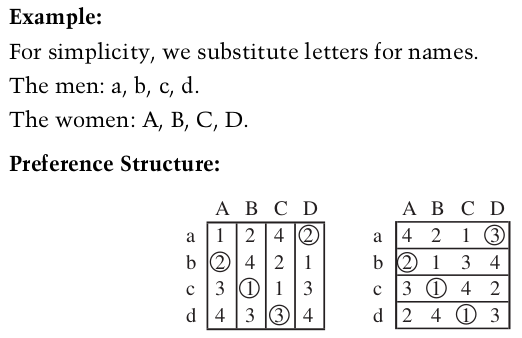 Example:
For simplicity, we substitute letters for names.
The men: a, b, c, d.
The women: A, B, C, D.
Preference Structure:
A B C D A B C D
a 1 2 4 2 a 4 2 1 3
b 2 4 2 1 b 2 1 3 4
c 3 1 1 3 c 3 1 4 2
d 4 3 3 4 d 2 4 1 3